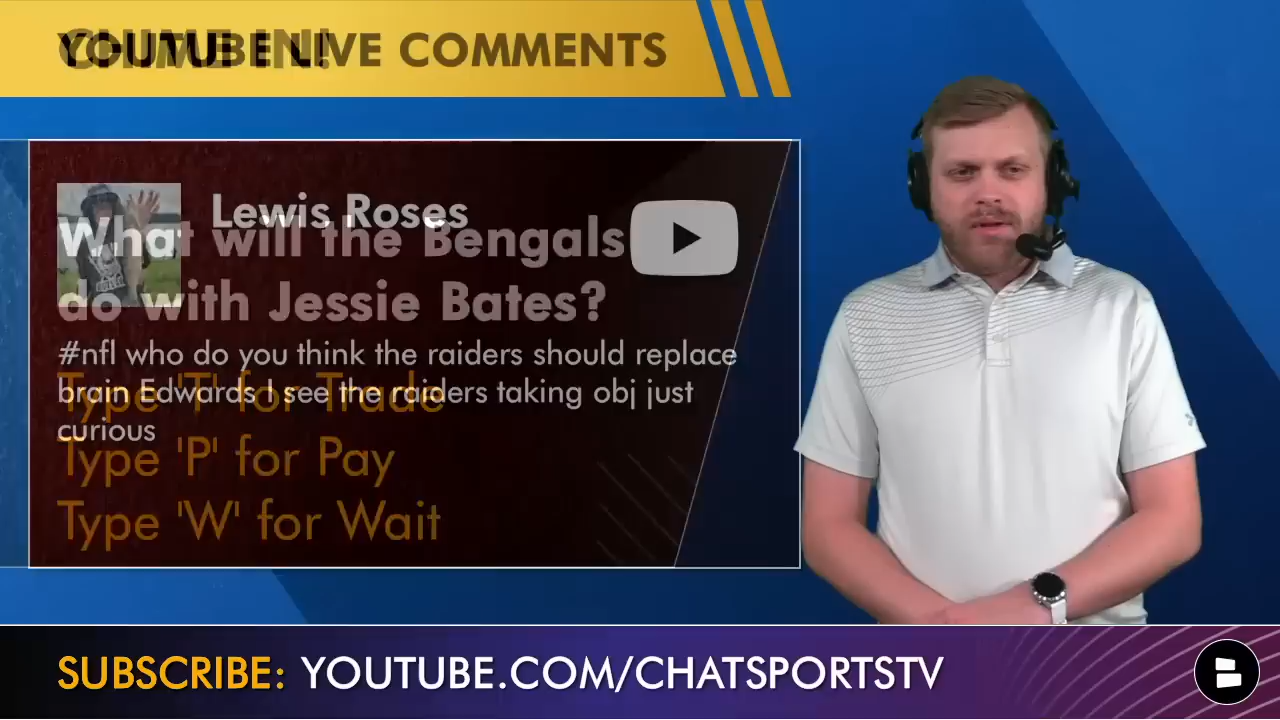 YOUTUBE LIVE COMMENTS
CHIME IN!
Lewis Roses
What will the Bengals
do with Jessie Bates?
#nfl who do you think the raiders should replace
brain Edwards I see the raiders taking obj just
curious
Type 'T' for Trade
Type 'P' for Pay
Type 'W' for Wait
SUBSCRIBE: YOUTUBE.COM/CHATSPORTSTV